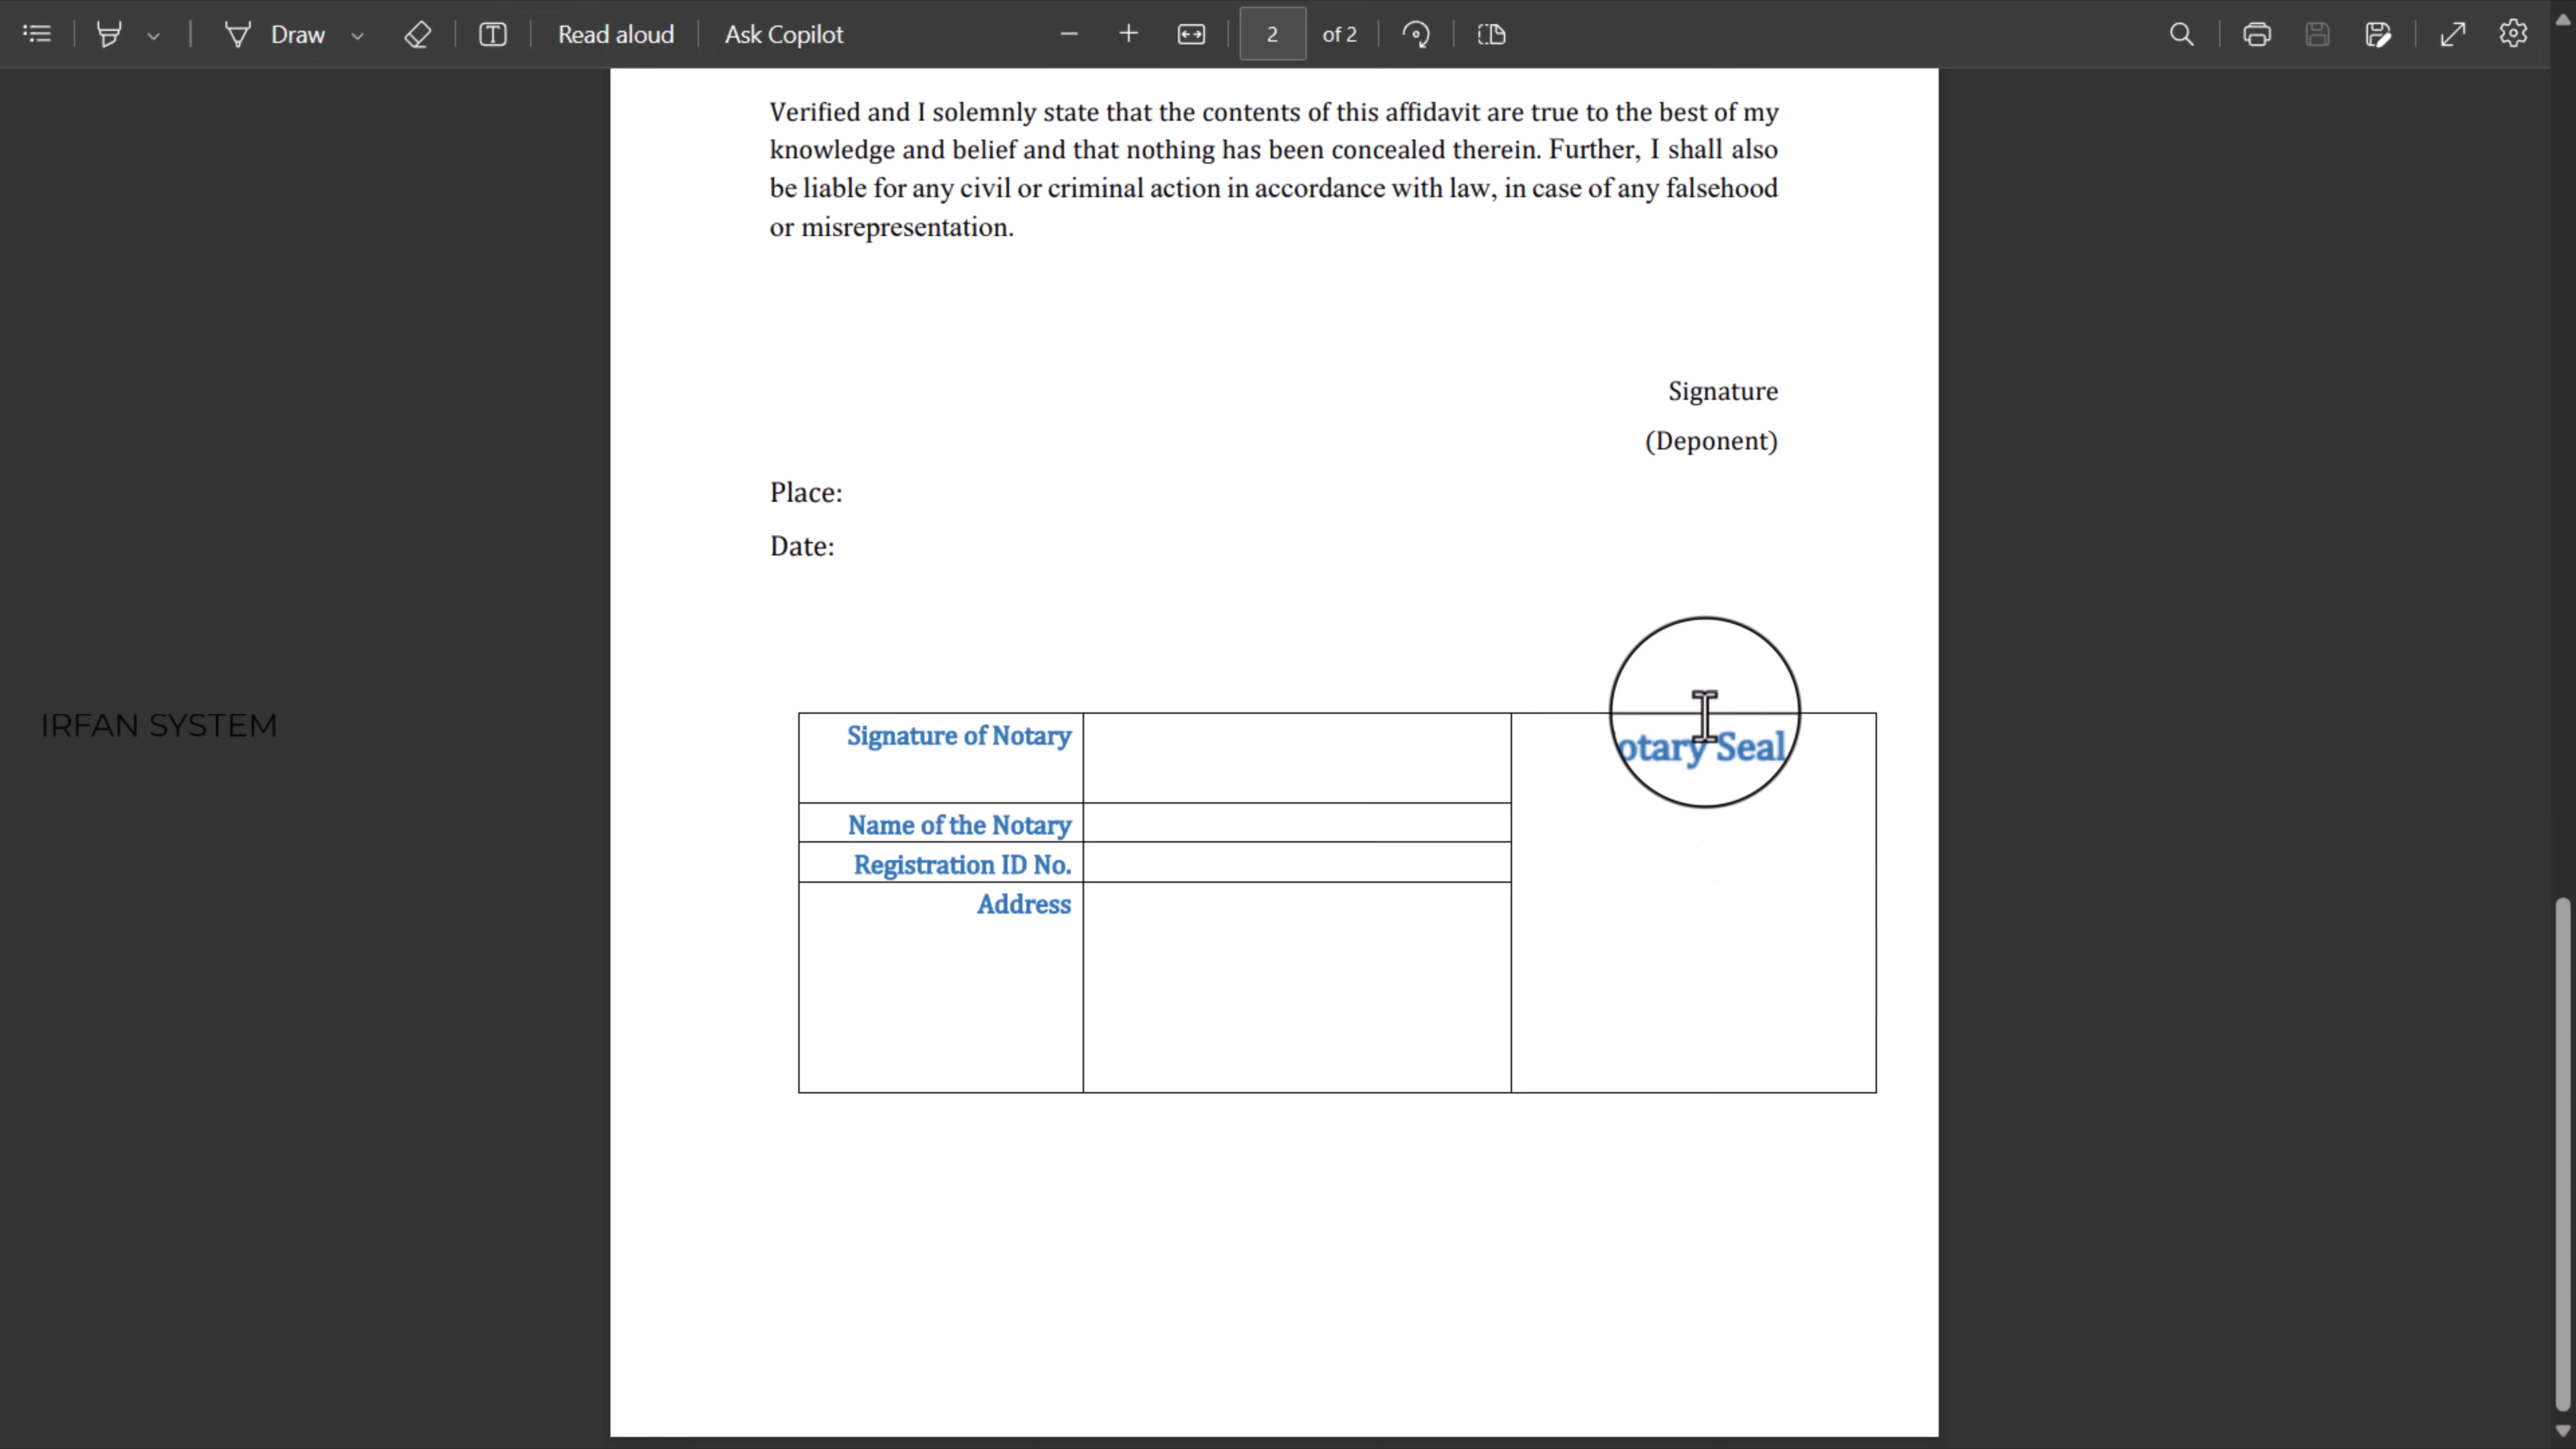 Draw
Read aloud
Ask Copilot
2
of 2
Verified and I solemnly state that the contents of this affidavit are true to the best of my
knowledge and belief and that nothing has been concealed therein. Further, I shall also
be liable for any civil or criminal action in accordance with law, in case of any falsehood
or misrepresentation.
Signature
(Deponent)
Place:
Date:
IRFAN SYSTEM
Signature of Notary
otary Seal
Name of the Notary
Registration ID No.
Address